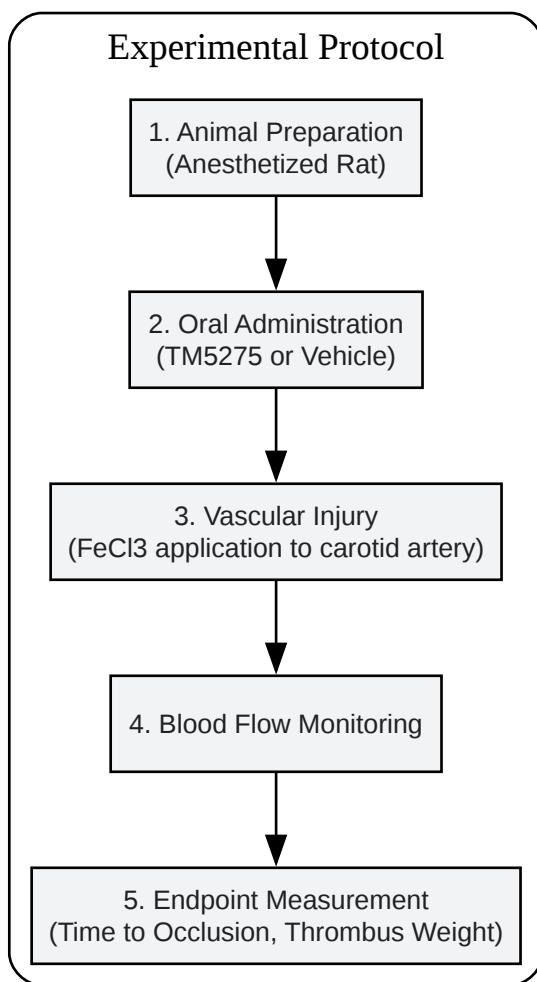 Experimental Protocol
1. Animal Preparation
(Anesthetized Rat)
2. Oral Administration
(TM5275 or Vehicle)
3. Vascular Injury
(FeCl3 application to carotid artery)
4. Blood Flow Monitoring
5. Endpoint Measurement
(Time to Occlusion, Thrombus Weight)